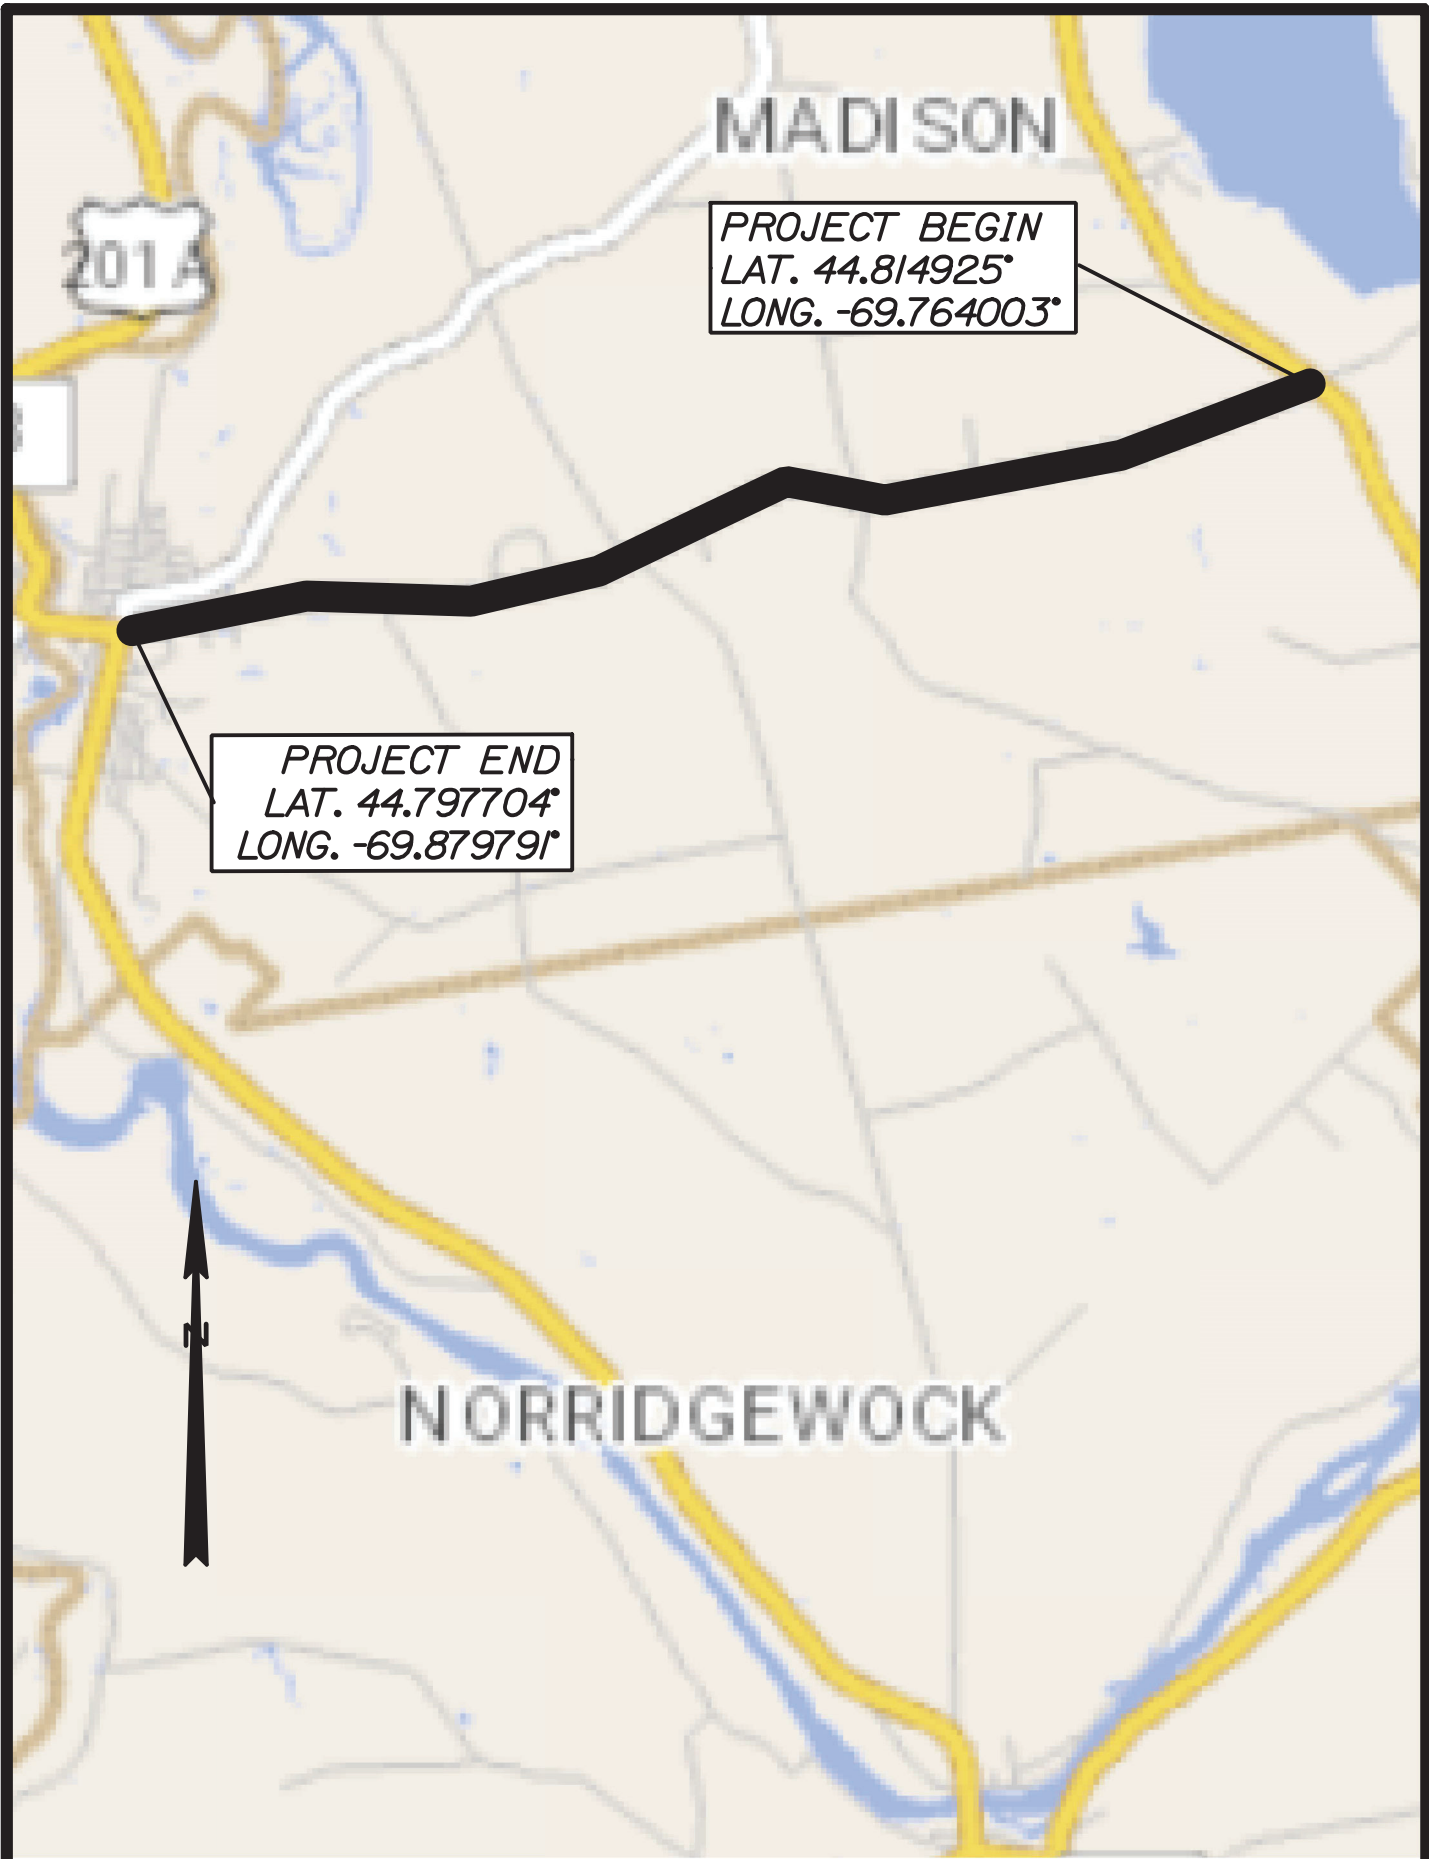 MADISON
201A
PROJECT BEGIN
LAT. 44.814925°
LONG. -69.764003°
PROJECT END
LAT. 44.797704°
LONG. -69.879791°
N
NORRIDGEWOCK